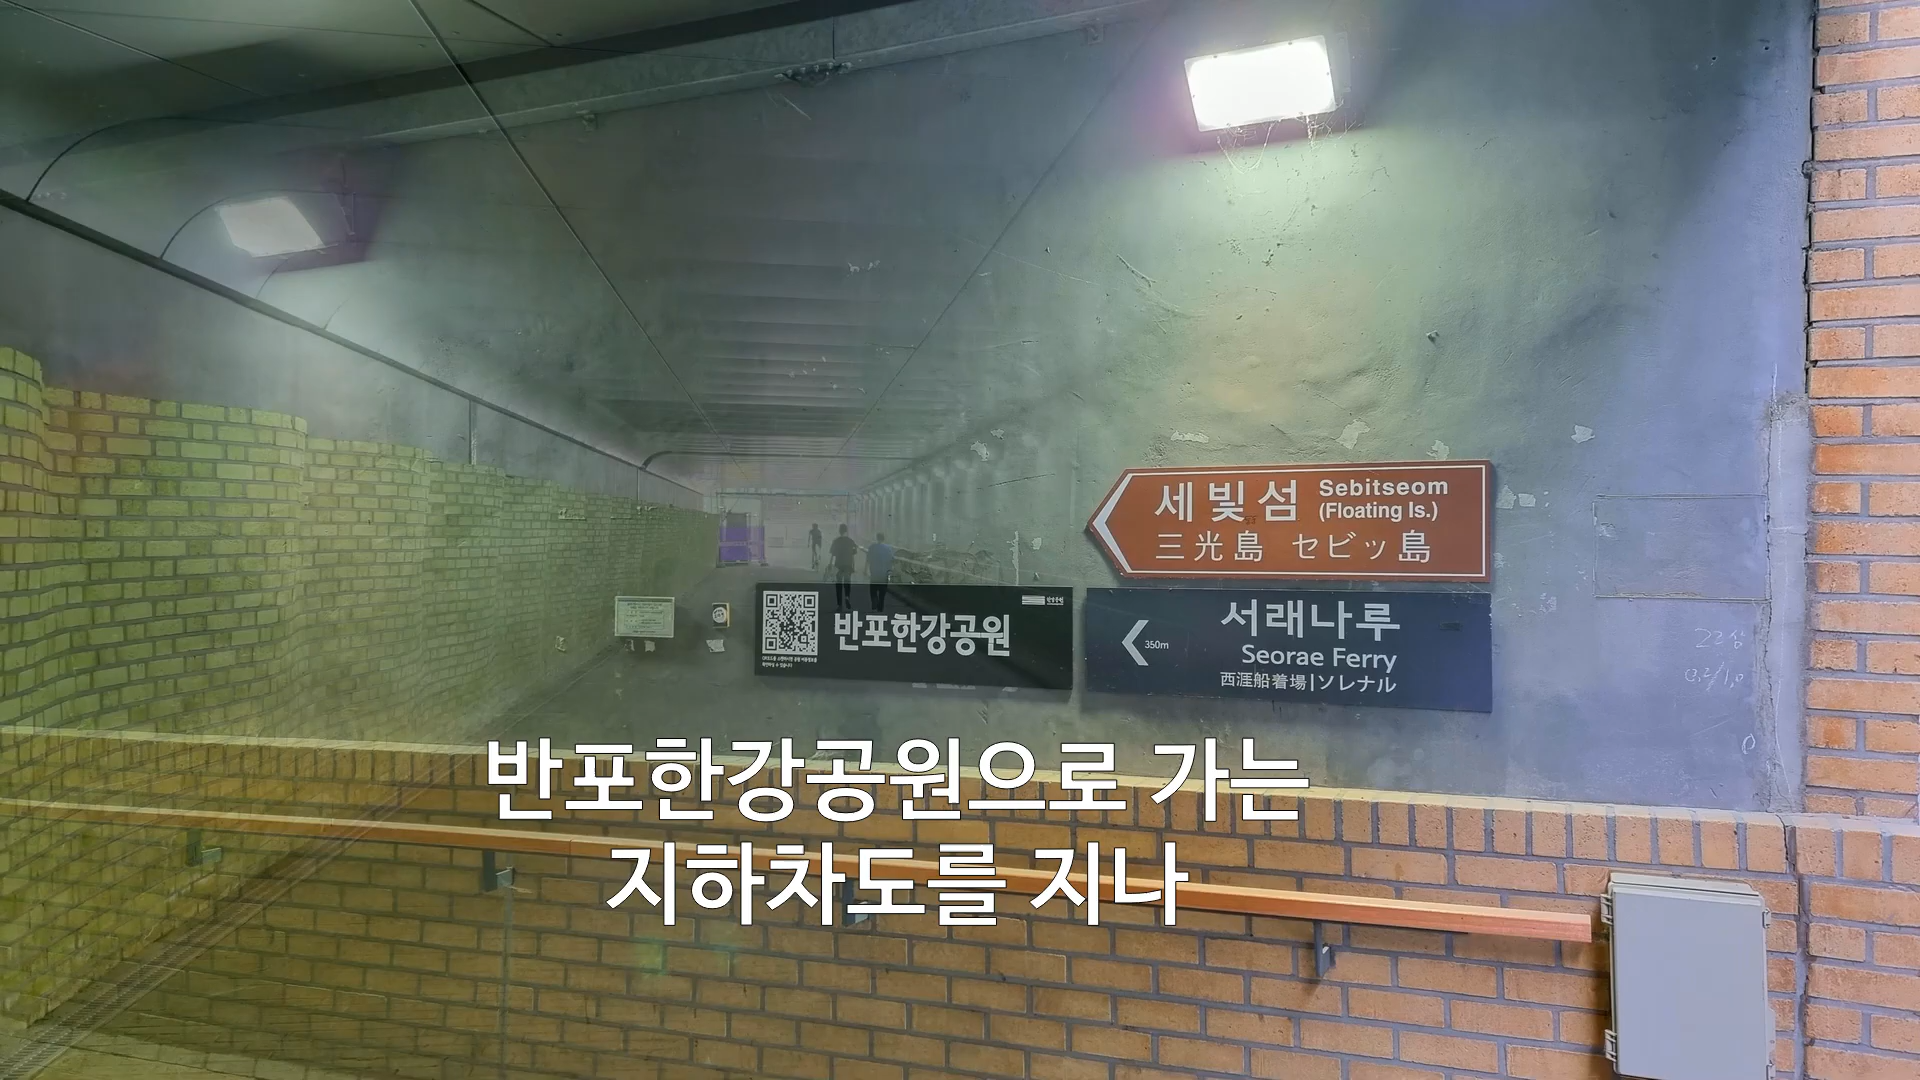 세빛섬 Sebitseom
(Floating Is.)
三光島 セビッ島
반포한강공원
서래나루
350m
Seorae Ferry
西涯船着場|ソレナル
반포한강공원으로 가는
지하차도를 지나